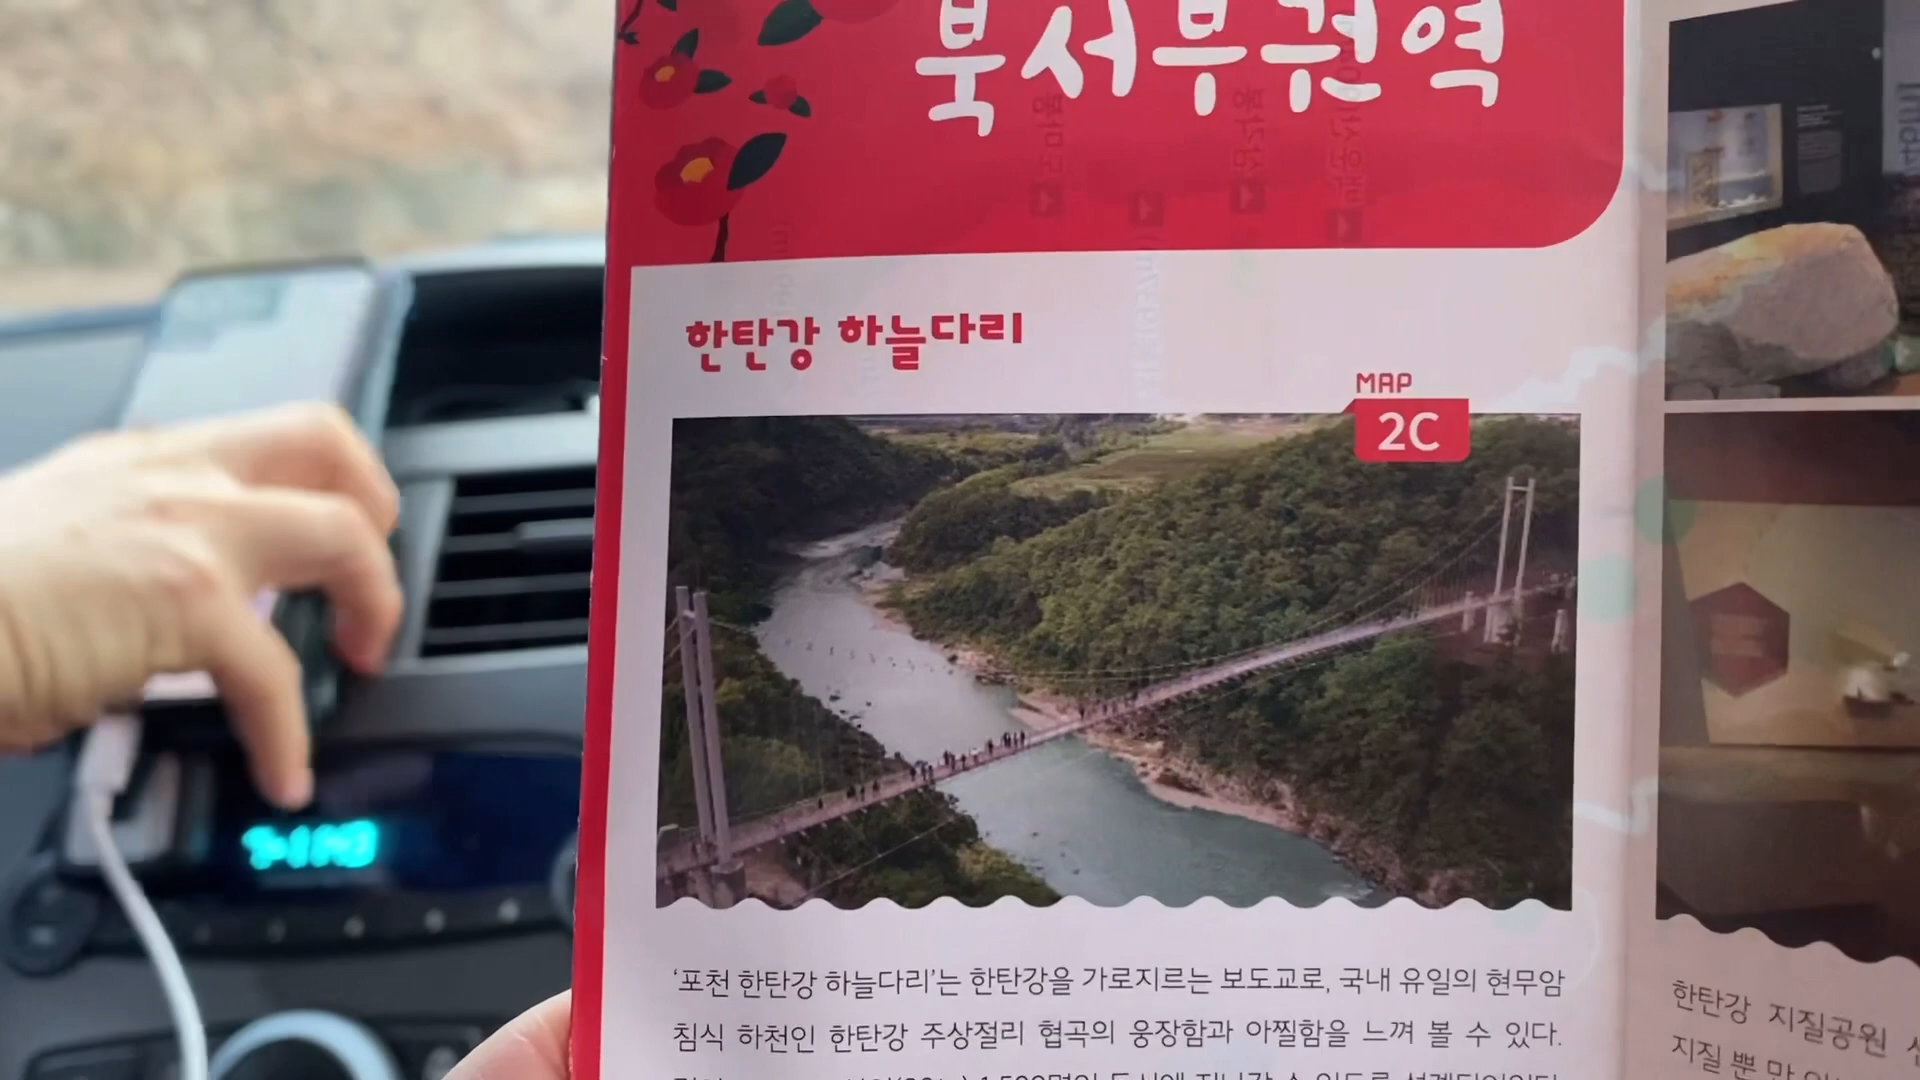 북서부권역
한탄강 하늘다리
MAP
2C
‘포천 한탄강 하늘다리’는 한탄강을 가로지르는 보도교로, 국내 유일의 현무암
침식 하천인 한탄강 주상절리 협곡의 웅장함과 아찔함을 느껴 볼 수 있다.
한탄강 지질공원
지질 뿐 만